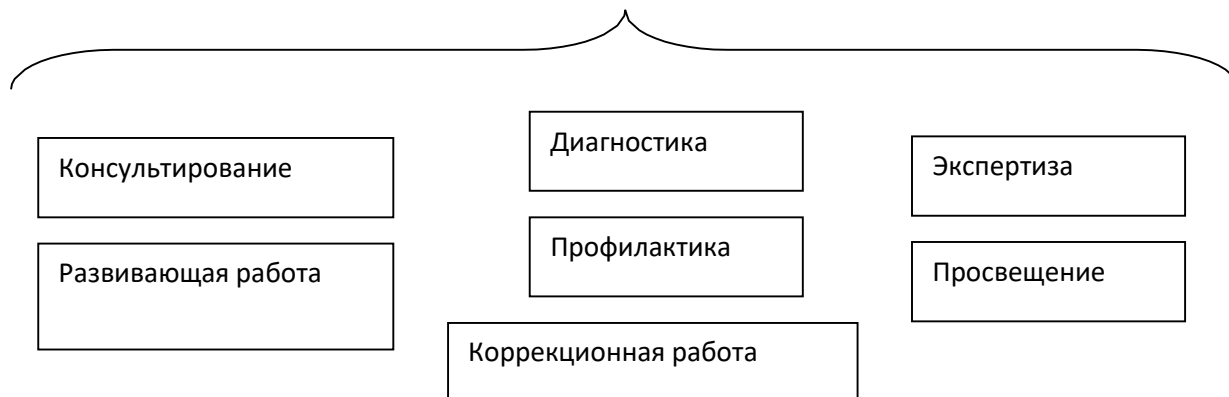 Диагностика
Консультирование
Экспертиза
Профилактика
Развивающая работа
Просвещение
Коррекционная работа